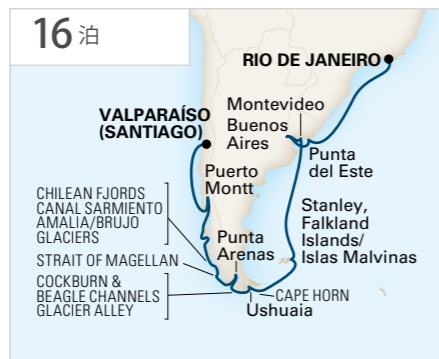 16 泊
RIO DE JANEIRO
VALPARAÍSO
(SANTIAGO)
Montevideo
Buenos
Aires
Punta
del Este
Puerto
Montt
CHILEAN FJORDS
CANAL SARMIENTO
AMALIA/BRUJO
GLACIERS
Stanley,
Falkland
Islands/
Islas Malvinas
Punta
Arenas
STRAIT OF MAGELLAN
COCKBURN &
BEAGLE CHANNELS
GLACIER ALLEY
CAPE HORN
Ushuaia